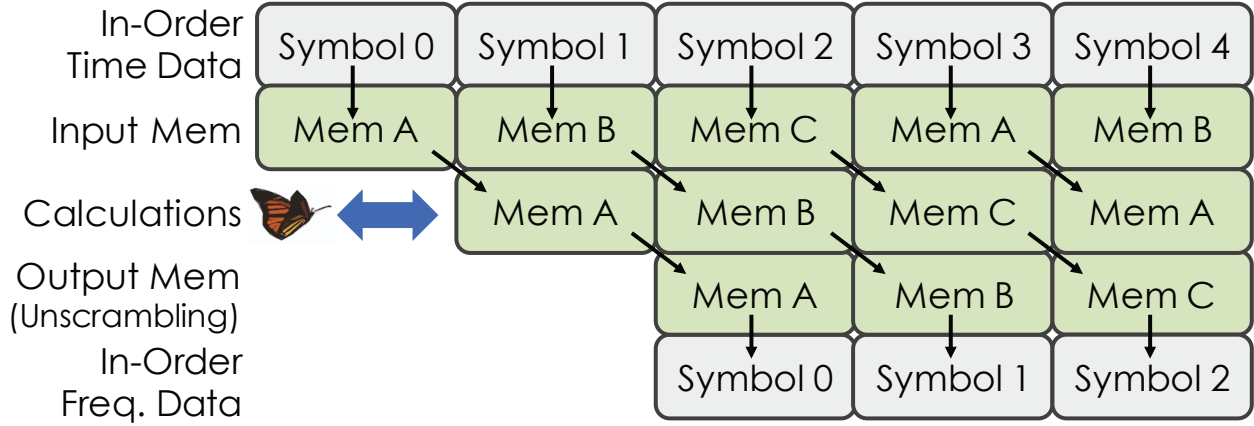 In-Order
Time Data
Symbol 0
Symbol 1
Symbol 2
Symbol 3
Symbol 4
Input Mem
Mem A
Mem B
Mem C
Mem A
Mem B
Calculations
Mem A
Mem B
Mem C
Mem A
Output Mem
(Unscrambling)
Mem A
Mem B
Mem C
In-Order
Freq. Data
Symbol 0
Symbol 1
Symbol 2